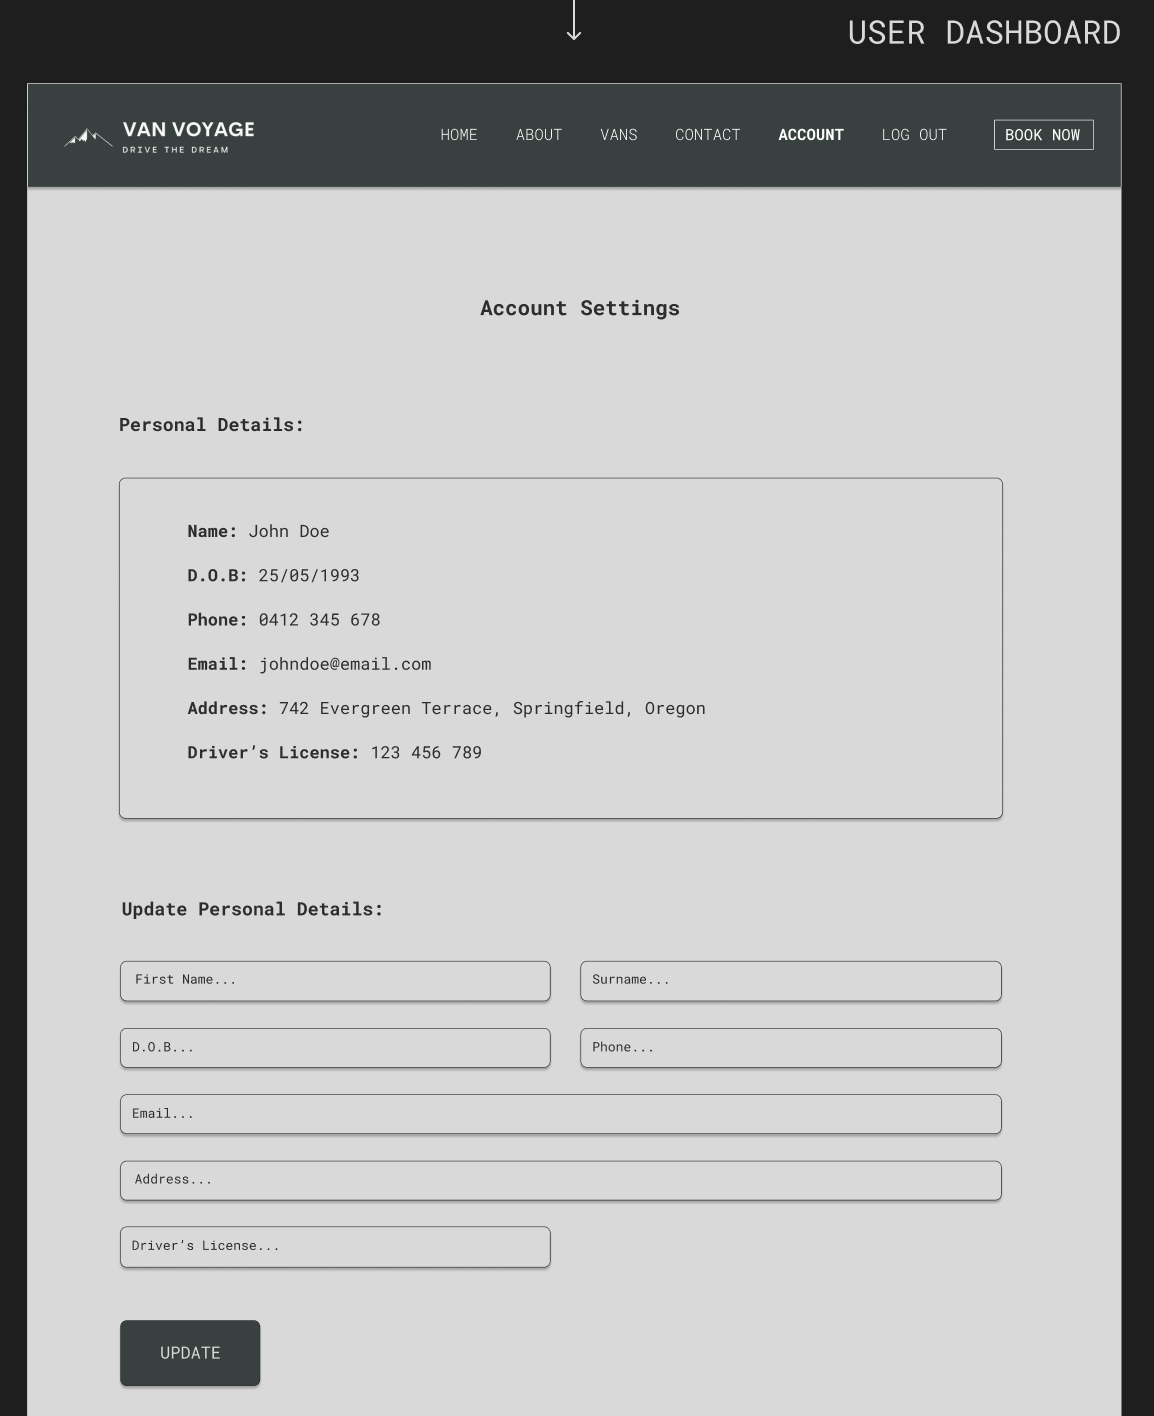 USER DASHBOARD
VAN VOYAGE
DRIVE THE DREAM
HOME ABOUT VANS CONTACT ACCOUNT LOG OUT BOOK NOW
Account Settings
Personal Details:
Name: John Doe
D.O.B: 25/05/1993
Phone: 0412 345 678
Email: johndoe@email.com
Address: 742 Evergreen Terrace, Springfield, Oregon
Driver’s License: 123 456 789
Update Personal Details:
First Name... Surname...
D.O.B... Phone...
Email...
Address...
Driver’s License...
UPDATE